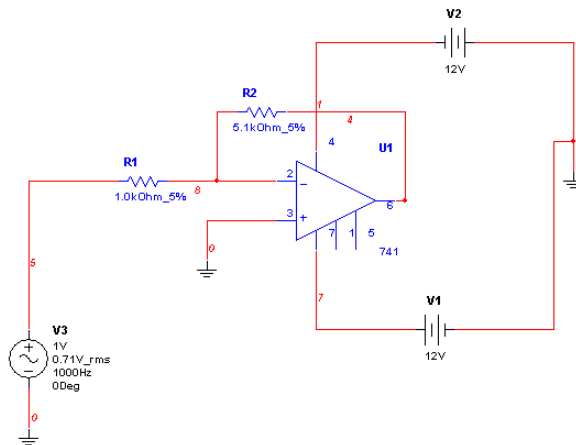 V2
12V
R2
1
4
5.1kOhm_5%
U1
4
R1
2
8
6
1.0kOhm_5%
3
0
7
1
5
741
5
7
V1
12V
V3
1V
0.71V_rms
1000Hz
0Deg
0